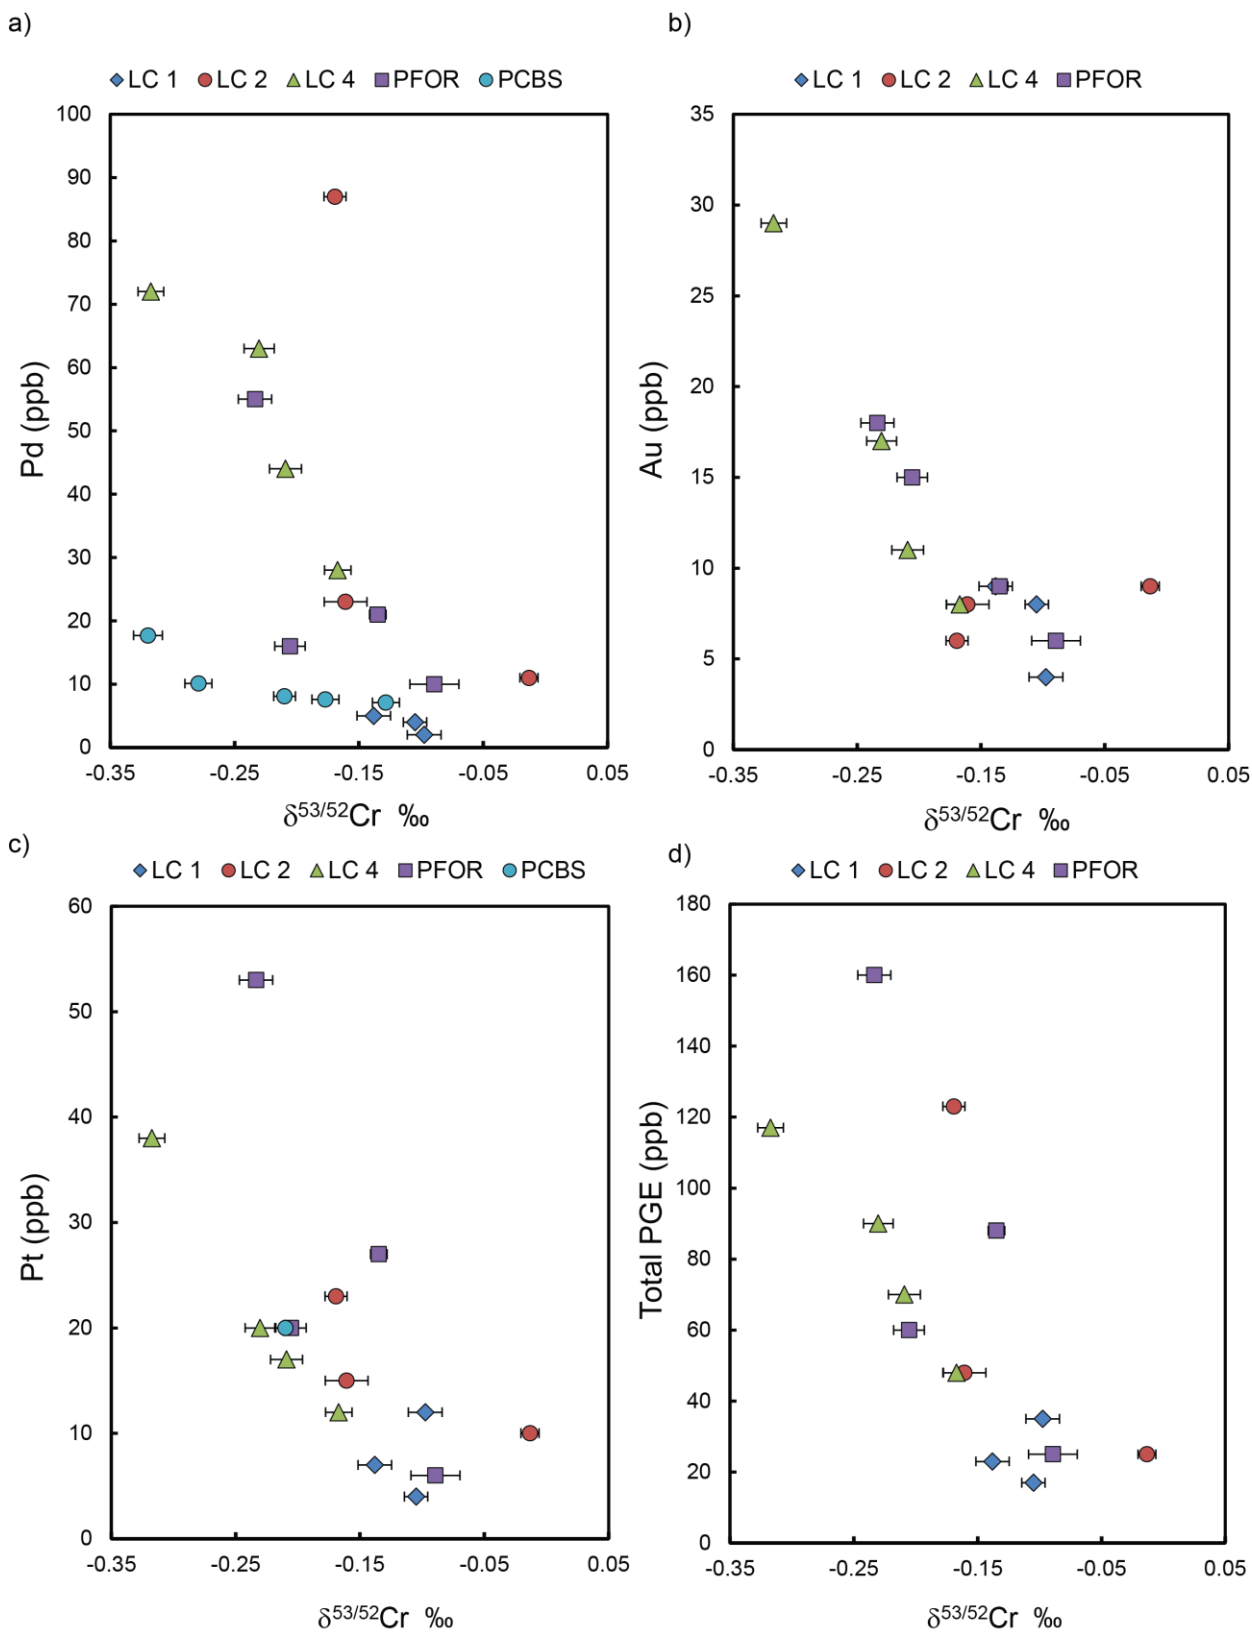 a)
LC 1 LC 2 LC 4 PFOR PCBS
100
90
80
70
60
50
40
30
20
10
0
Pd (ppb)
-0.35 -0.25 -0.15 -0.05 0.05
δ53/52Cr ‰
b)
LC 1 LC 2 LC 4 PFOR
35
30
25
20
15
10
5
0
Au (ppb)
-0.35 -0.25 -0.15 -0.05 0.05
δ53/52Cr ‰
c)
LC 1 LC 2 LC 4 PFOR PCBS
60
50
40
30
20
10
0
Pt (ppb)
-0.35 -0.25 -0.15 -0.05 0.05
δ53/52Cr ‰
d)
LC 1 LC 2 LC 4 PFOR
180
160
140
120
100
80
60
40
20
0
Total PGE (ppb)
-0.35 -0.25 -0.15 -0.05 0.05
δ53/52Cr ‰